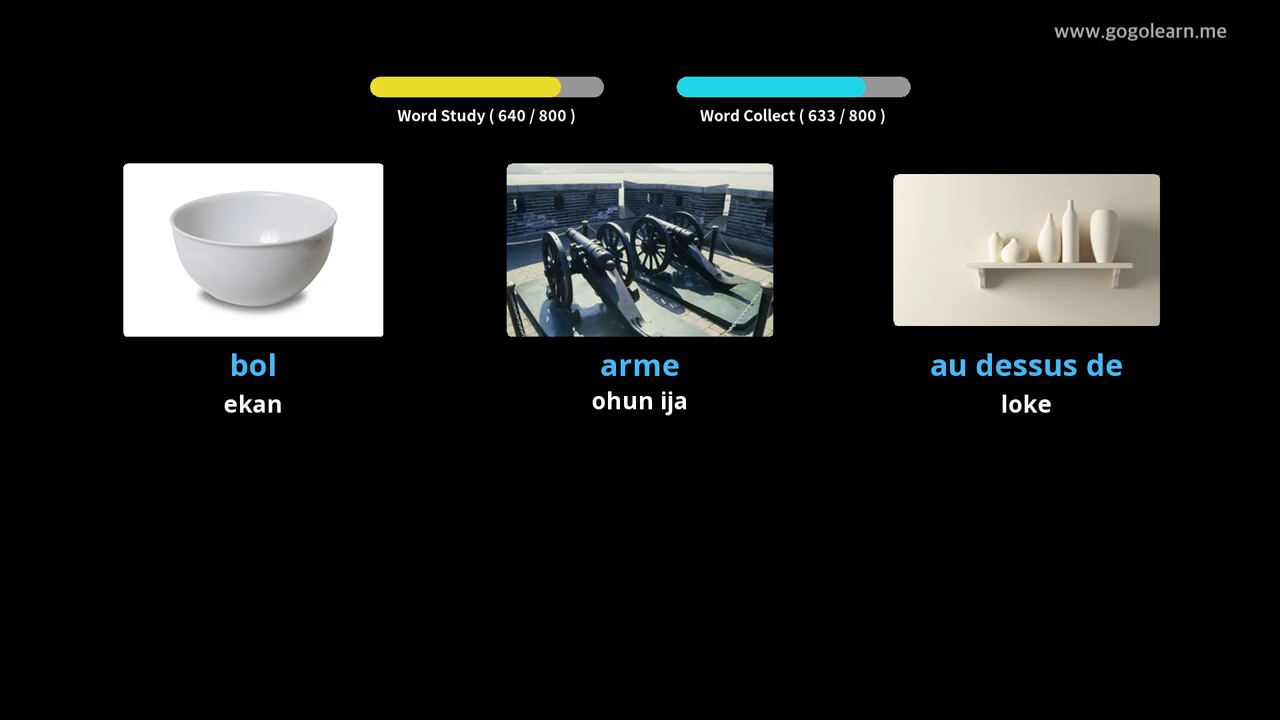 www.gogolearn.me
Word Study ( 640 / 800 )
Word Collect ( 633 / 800 )
bol
ekan
arme
ohun ija
au dessus de
loke